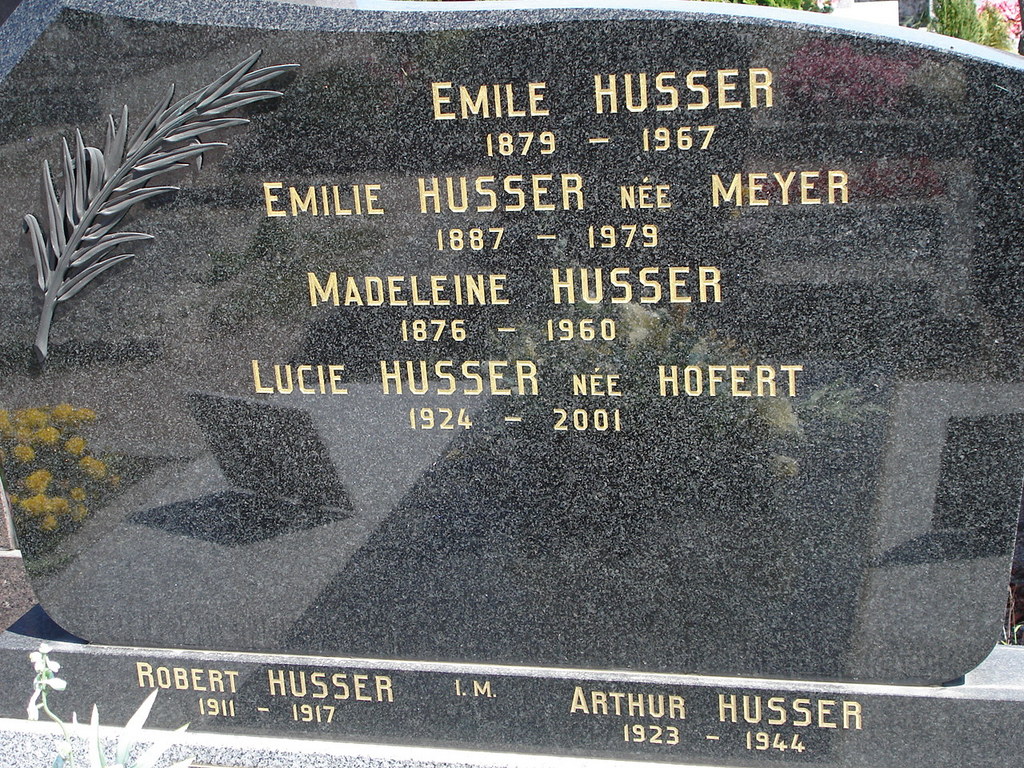 EMILE HUSSER
1879 - 1967
EMILIE HUSSER NÉE MEYER
1887 - 1979
MADELEINE HUSSER
1876 - 1960
LUCIE HUSSER NÉE HOFERT
1924 - 2001
ROBERT HUSSER I.M. ARTHUR HUSSER
1911 - 1917 1923 - 1944